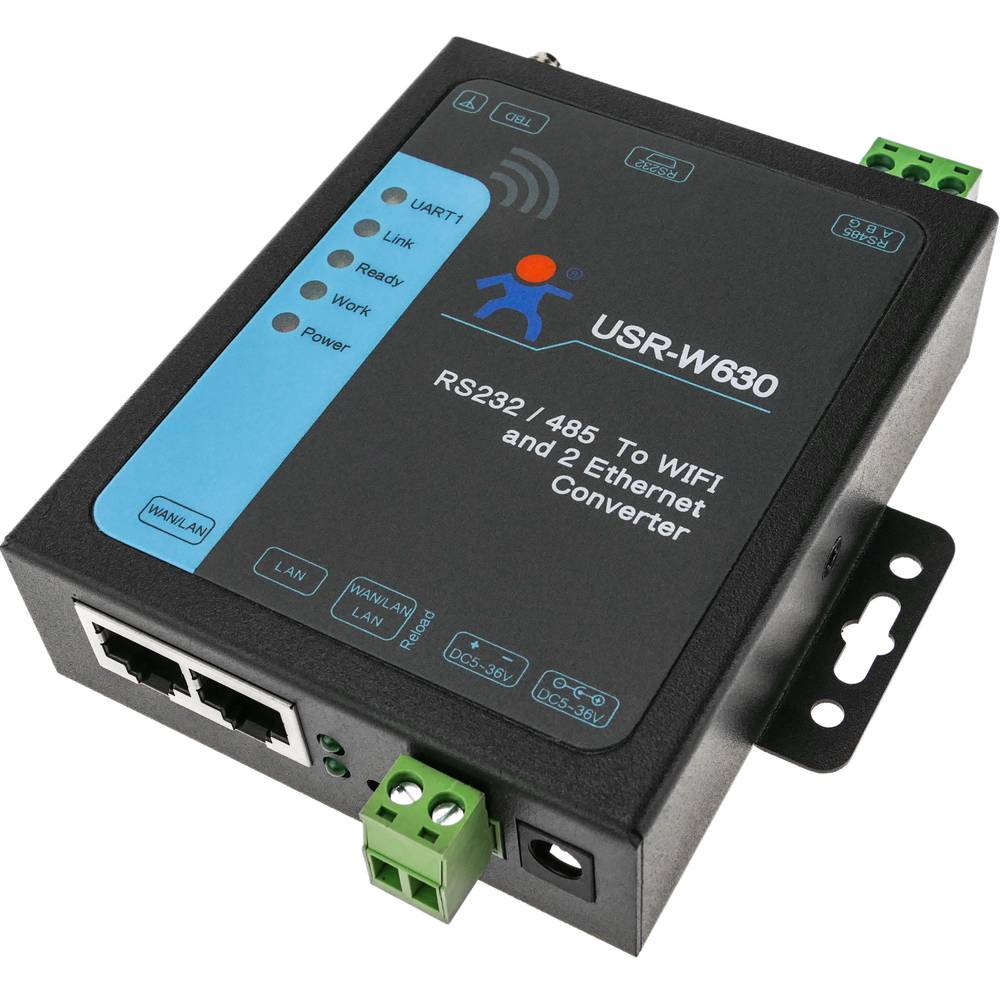 TBD
RS232
RS485
A B G
UART1
Link
Ready
Work
Power
®
USR-W630
RS232 / 485 To WIFI
and 2 Ethernet
Converter
WAN/LAN
LAN
WAN/LAN
LAN
Reload
+ −
DC5~36V
DC5~36V